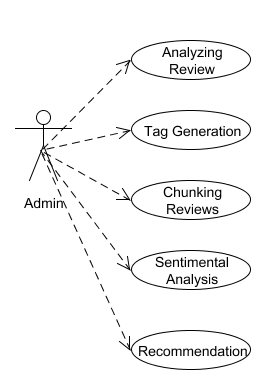 Analyzing
Review
Tag Generation
Admin
Chunking
Reviews
Sentimental
Analysis
Recommendation